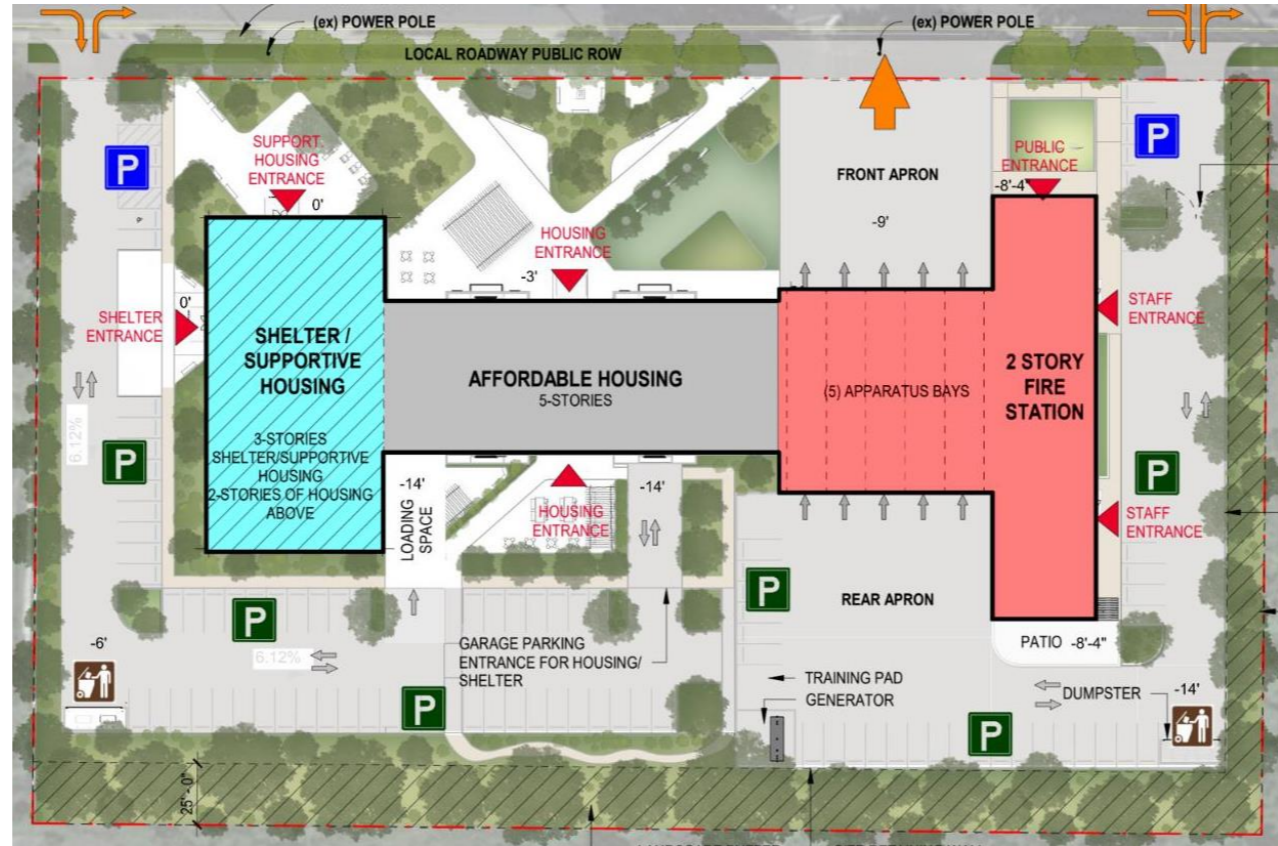 (ex) POWER POLE
(ex) POWER POLE
LOCAL ROADWAY PUBLIC ROW
P
SUPPORT.
HOUSING
ENTRANCE
0'
HOUSING
ENTRANCE
-3'
FRONT APRON
-9'
PUBLIC
ENTRANCE
-8'-4"
P
0'
SHELTER
ENTRANCE
SHELTER /
SUPPORTIVE
HOUSING
3-STORIES
SHELTER/SUPPORTIVE
HOUSING
2-STORIES OF HOUSING
ABOVE
AFFORDABLE HOUSING
5-STORIES
(5) APPARATUS BAYS
2 STORY
FIRE
STATION
STAFF
ENTRANCE
6.12%
P
-14'
LOADING
SPACE
HOUSING
ENTRANCE
-14'
P
STAFF
ENTRANCE
P
P
REAR APRON
-6'
6.12%
GARAGE PARKING
ENTRANCE FOR HOUSING/
SHELTER
PATIO -8'-4"
TRAINING PAD
GENERATOR
DUMPSTER
-14'
P
P
25' - 0"